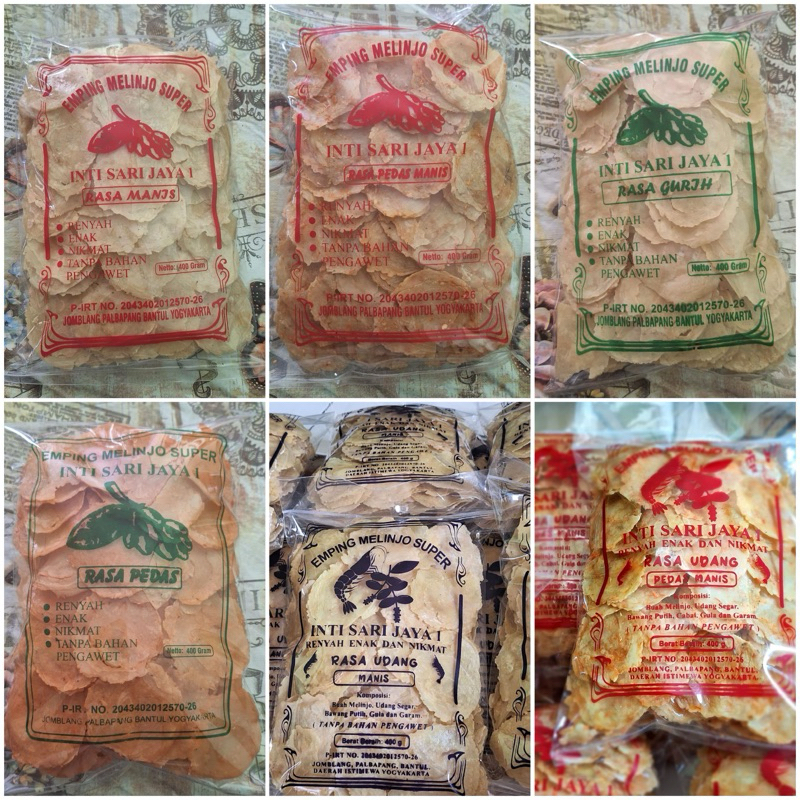 EMPING MELINJO SUPER
INTI SARI JAYA 1
RASA MANIS
• RENYAH
• ENAK
• NIKMAT
• TANPA BAHAN
PENGAWET
Netto: 400 Gram
P-IRT NO. 2043402012570-26
JOMBLANG PALBAPANG BANTUL YOGYAKARTA
EMPING MELINJO SUPER
INTI SARI JAYA 1
RASA PEDAS MANIS
• RENYAH
• ENAK
• NIKMAT
• TANPA BAHAN
PENGAWET
Netto: 400 Gram
P-IRT NO. 2043402012570-26
JOMBLANG PALBAPANG BANTUL YOGYAKARTA
EMPING MELINJO SUPER
INTI SARI JAYA 1
RASA GURIH
• RENYAH
• ENAK
• NIKMAT
• TANPA BAHAN
PENGAWET
Netto: 400 Gram
P-IRT NO. 2043402012570-26
JOMBLANG PALBAPANG BANTUL YOGYAKARTA
EMPING MELINJO SUPER
INTI SARI JAYA 1
RASA PEDAS
• RENYAH
• ENAK
• NIKMAT
• TANPA BAHAN
PENGAWET
Netto: 400 Gram
P-IRT NO. 2043402012570-26
JOMBLANG PALBAPANG BANTUL YOGYAKARTA
RASA UDANG
EMPING MELINJO SUPER
INTI SARI JAYA 1
RENYAH ENAK DAN NIKMAT
RASA UDANG
MANIS
Komposisi:
Buah Melinjo, Udang Segar,
Bawang Putih, Gula dan Garam.
( TANPA BAHAN PENGAWET
Berat Bersih: 400 g
P-IRT NO. 2043402012570-26
JOMBLANG, PALBAPANG, BANTUL.
DAERAH ISTIMEWA YOGYAKARTA
INTI SARI JAYA 1
RENYAH ENAK DAN NIKMAT
RASA UDANG
PEDAS MANIS
Komposisi:
Buah Melinjo, Udang Segar,
Bawang Putih, Cabai, Gula dan Garam.
( TANPA BAHAN PENGAWET )
Berat Bersih: 400 g
P-IRT NO. 2043402012570-26
JOMBLANG, PALBAPANG, BANTUL.
DAERAH ISTIMEWA YOGYAKARTA